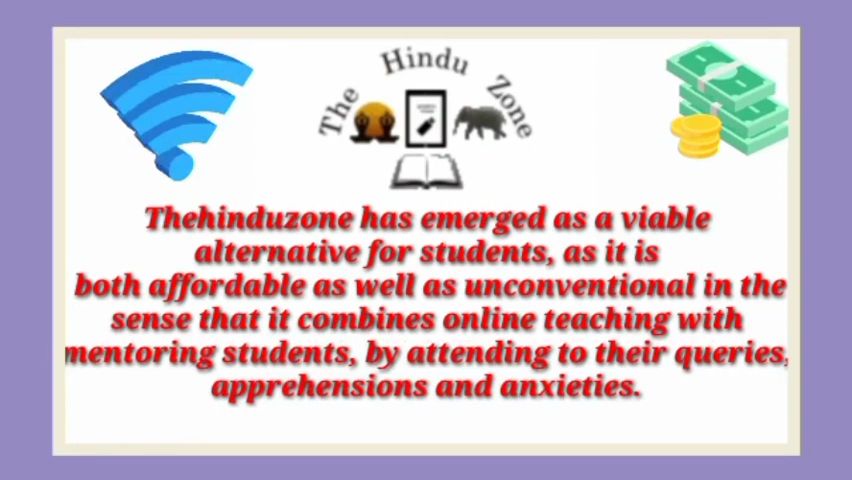 The Hindu Zone
Thehinduzone has emerged as a viable
alternative for students, as it is
both affordable as well as unconventional in the
sense that it combines online teaching with
mentoring students, by attending to their queries,
apprehensions and anxieties.